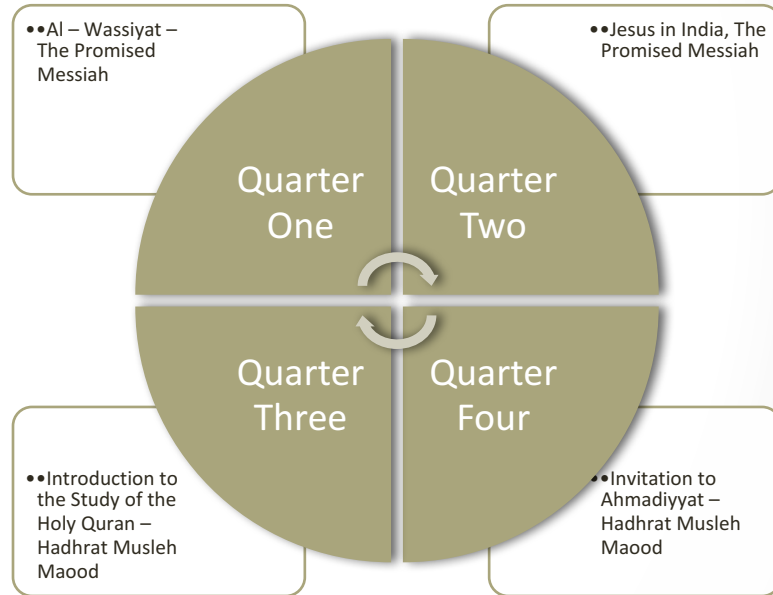 ••Al – Wassiyat –
The Promised
Messiah
••Jesus in India, The
Promised Messiah
Quarter
One
Quarter
Two
Quarter
Three
Quarter
Four
••Introduction to
the Study of the
Holy Quran –
Hadhrat Musleh
Maood
••Invitation to
Ahmadiyyat –
Hadhrat Musleh
Maood